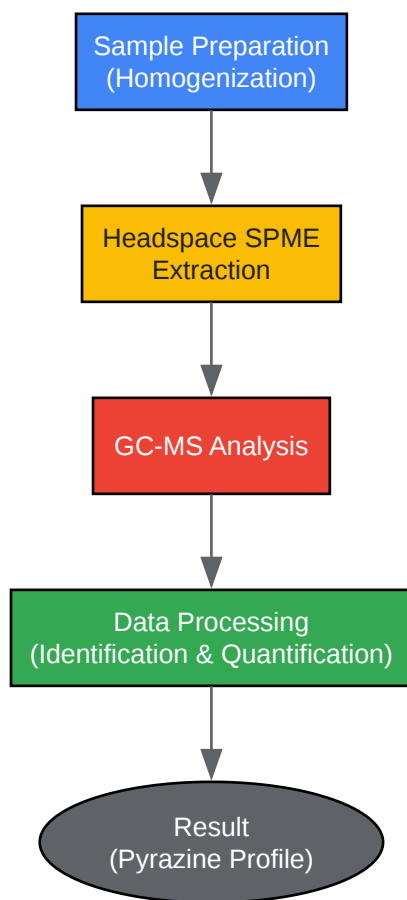 Sample Preparation
(Homogenization)
Headspace SPME
Extraction
GC-MS Analysis
Data Processing
(Identification & Quantification)
Result
(Pyrazine Profile)